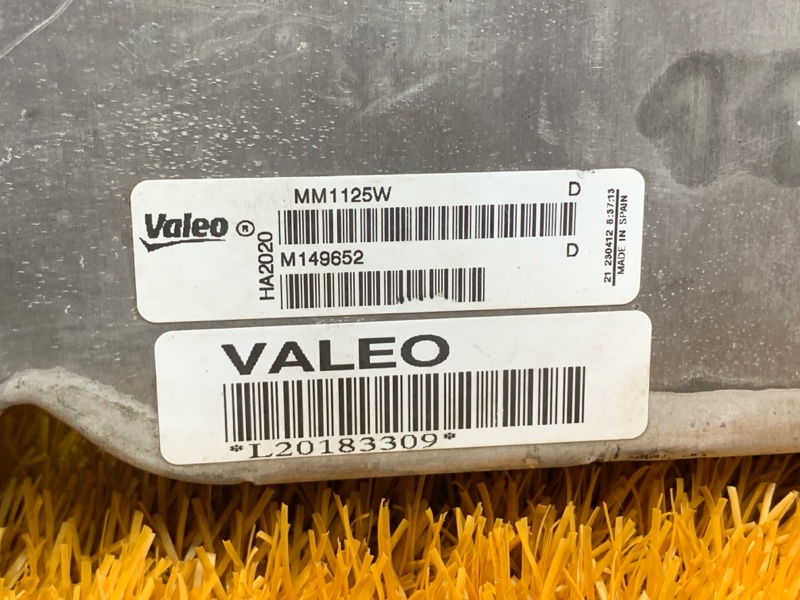 Valeo ®
MM1125W D
HA2020
M149652 D
21 230412 8:37:13
MADE IN SPAIN
VALEO
*L20183309*